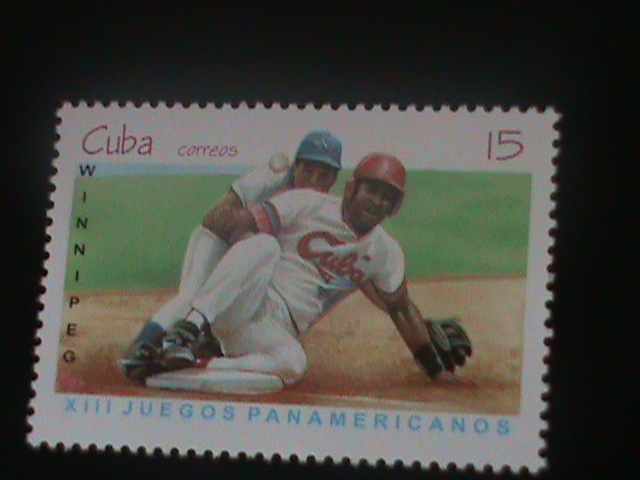 Cuba correos 15
WINNIPEG
Cuba
XIII JUEGOS PANAMERICANOS